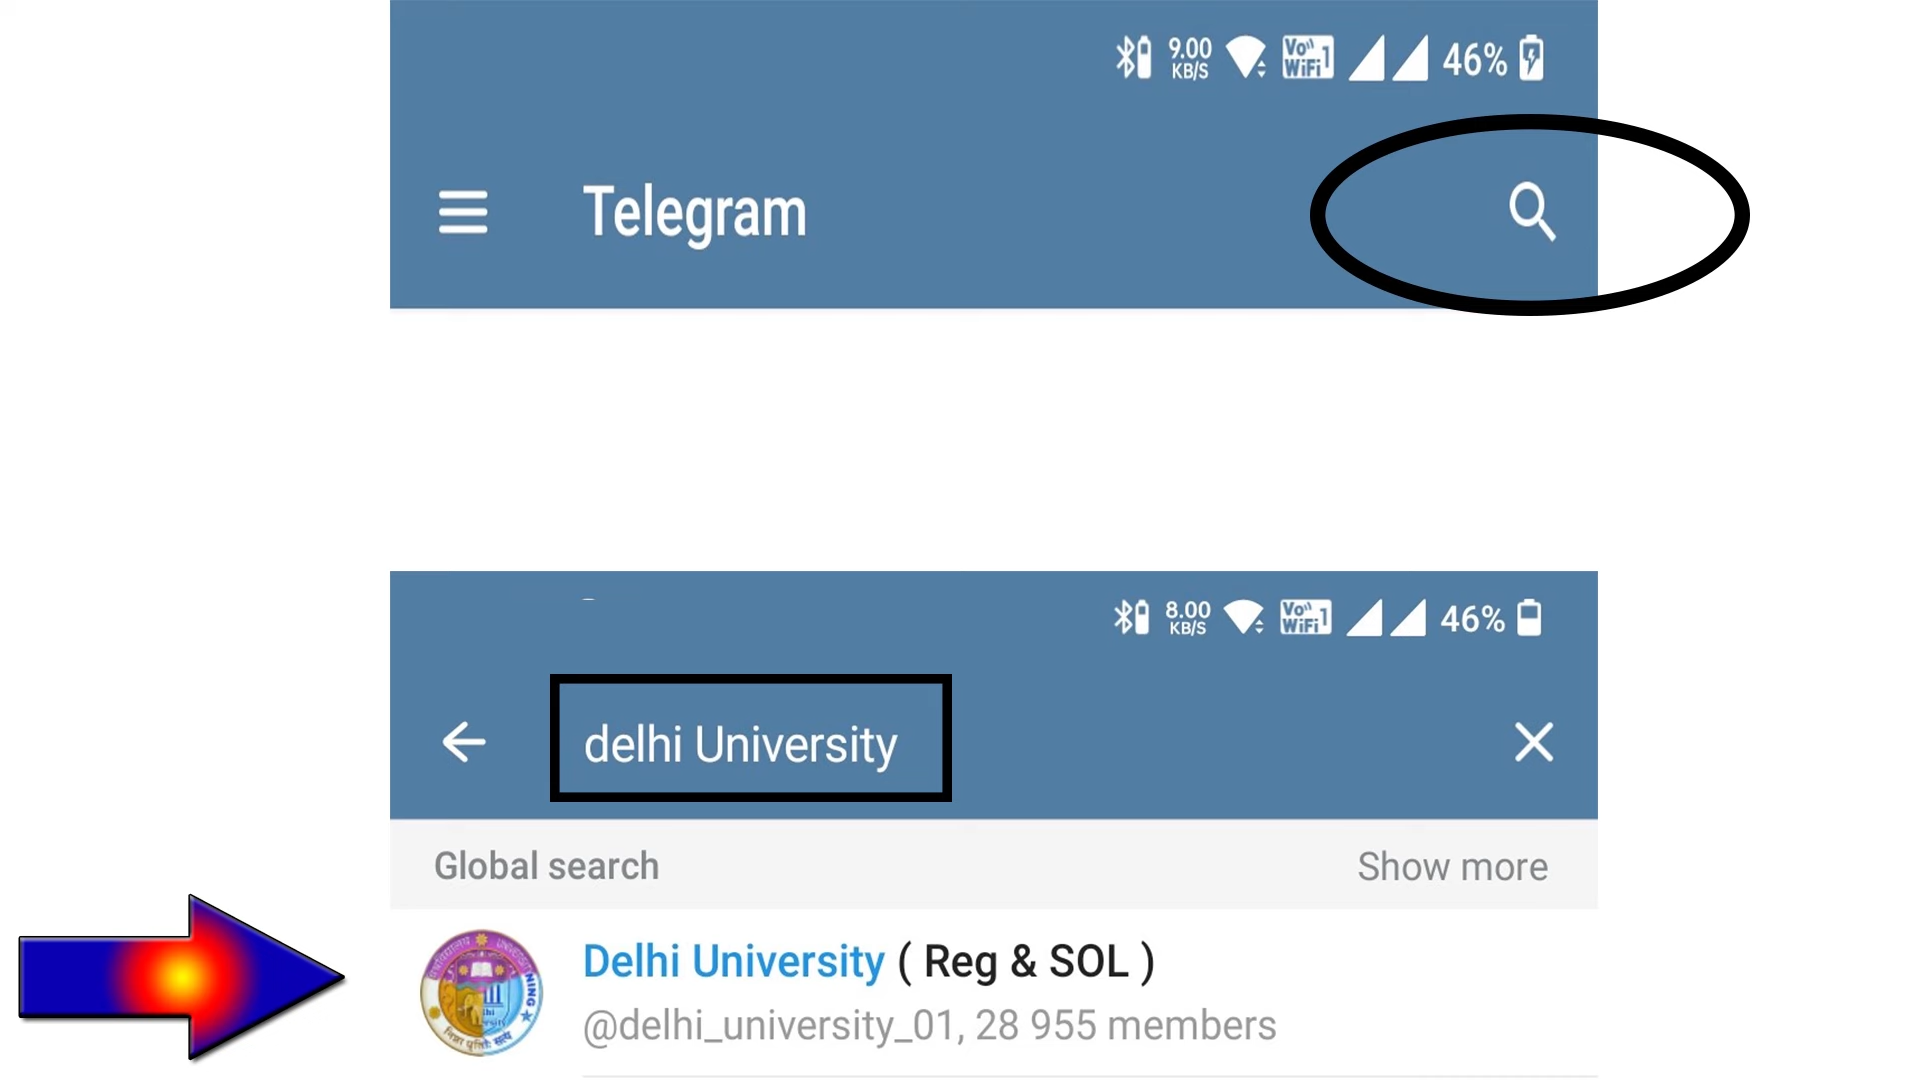 9.00
KB/S
Vo))
WiFi 1
46%
Telegram
8.00
KB/S
Vo))
WiFi 1
46%
delhi University
Global search
Show more
Delhi University ( Reg & SOL )
@delhi_university_01, 28 955 members